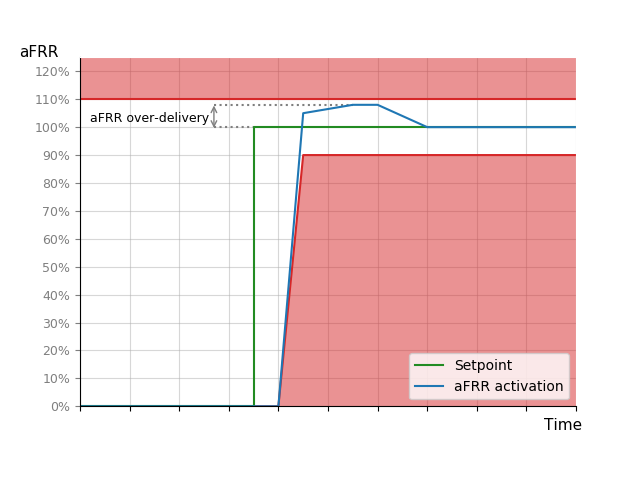 aFRR
120%
110%
aFRR over-delivery
100%
90%
80%
70%
60%
50%
40%
30%
20%
10%
0%
Setpoint
aFRR activation
Time